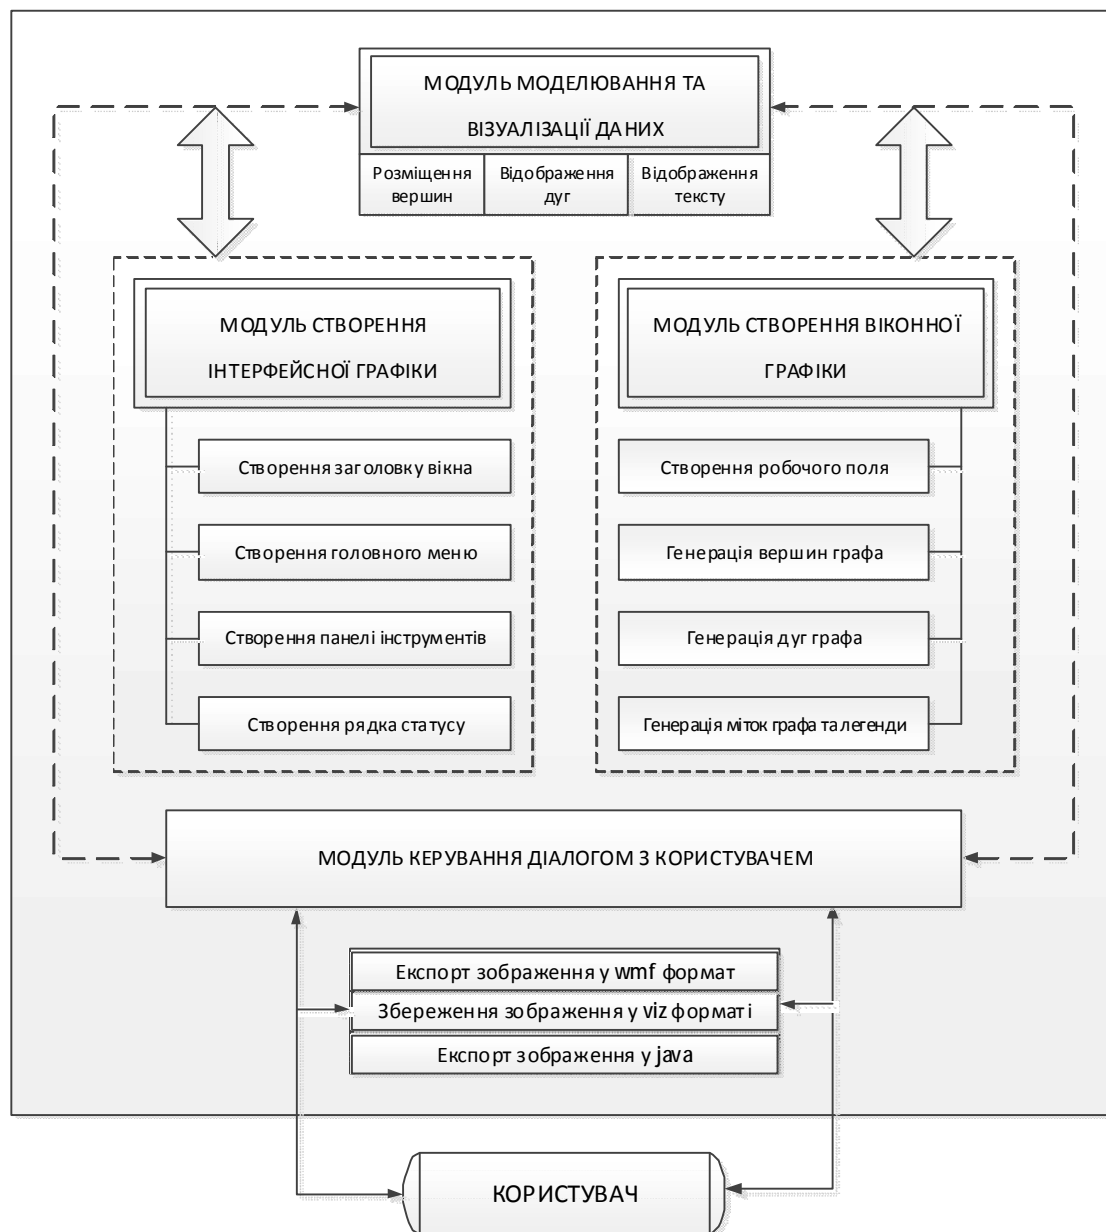 МОДУЛЬ МОДЕЛЮВАННЯ ТА
ВІЗУАЛІЗАЦІЇ ДАНИХ
Розміщення
вершин
Відображення
дуг
Відображення
тексту
МОДУЛЬ СТВОРЕННЯ
ІНТЕРФЕЙСНОЇ ГРАФІКИ
Створення заголовку вікна
Створення головного меню
Створення панелі інструментів
Створення рядка статусу
МОДУЛЬ СТВОРЕННЯ ВІКОННОЇ
ГРАФІКИ
Створення робочого поля
Генерація вершин графа
Генерація дуг графа
Генерація міток графа та легенди
МОДУЛЬ КЕРУВАННЯ ДІАЛОГОМ З КОРИСТУВАЧЕМ
Експорт зображення у wmf формат
Збереження зображення у viz форматі
Експорт зображення у java
КОРИСТУВАЧ